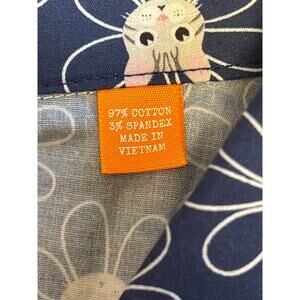 97% COTTON
3% SPANDEX
MADE IN
VIETNAM